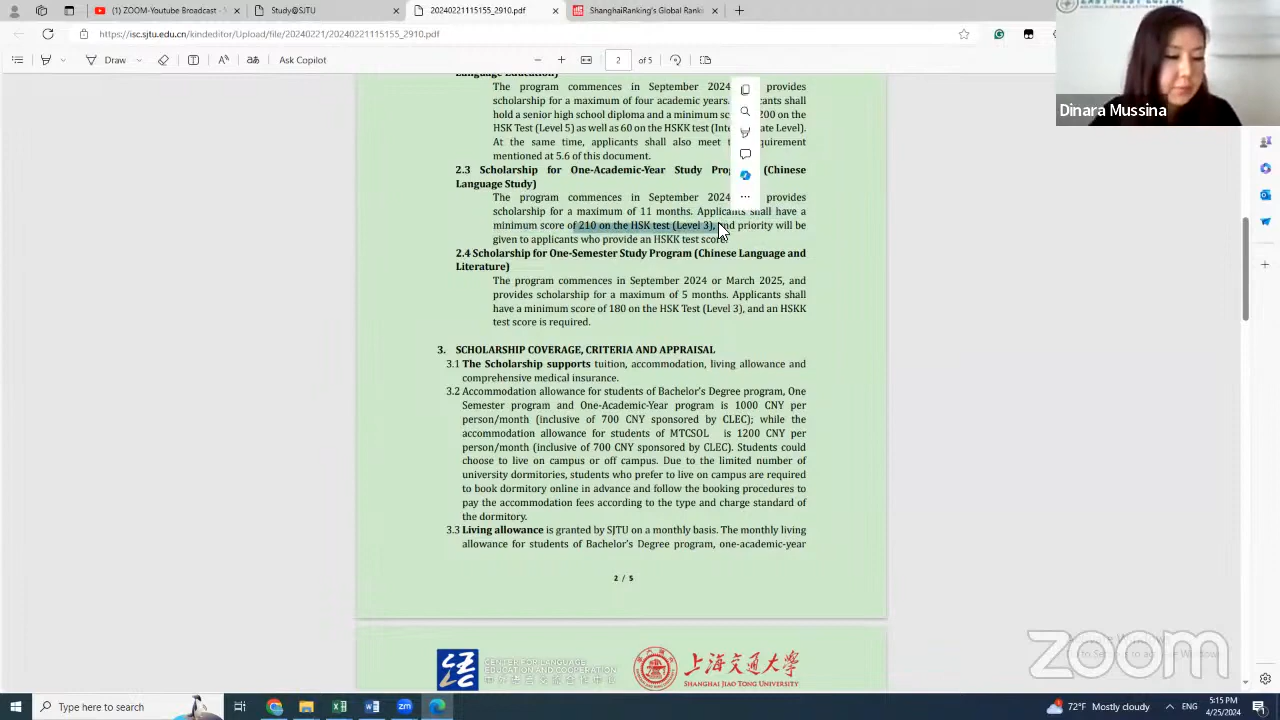 (1) ZOOM-Youtube Broadcast -
Study@SJTU
20240221115155_2910.pdf
ShanghaiRanking's Global Ranki
https://isc.sjtu.edu.cn/kindeditor/Upload/file/20240221/20240221115155_2910.pdf
Draw
Ask Copilot
2 of 5
Dinara Mussina
Language Education)
The program commences in September 2024 provides
scholarship for a maximum of four academic years. ants shall
hold a senior high school diploma and a minimum sc 200 on the
HSK Test (Level 5) as well as 60 on the HSKK test (Inte ate Level).
At the same time, applicants shall also meet t quirement
mentioned at 5.6 of this document.
2.3 Scholarship for One-Academic-Year Study Prog (Chinese
Language Study)
The program commences in September 2024 provides
scholarship for a maximum of 11 months. Applicants shall have a
minimum score of 210 on the HSK test (Level 3), and priority will be
given to applicants who provide an HSKK test score.
2.4 Scholarship for One-Semester Study Program (Chinese Language and
Literature)
The program commences in September 2024 or March 2025, and
provides scholarship for a maximum of 5 months. Applicants shall
have a minimum score of 180 on the HSK Test (Level 3), and an HSKK
test score is required.
3. SCHOLARSHIP COVERAGE, CRITERIA AND APPRAISAL
3.1 The Scholarship supports tuition, accommodation, living allowance and
comprehensive medical insurance.
3.2 Accommodation allowance for students of Bachelor's Degree program, One
Semester program and One-Academic-Year program is 1000 CNY per
person/month (inclusive of 700 CNY sponsored by CLEC); while the
accommodation allowance for students of MTCSOL is 1200 CNY per
person/month (inclusive of 700 CNY sponsored by CLEC). Students could
choose to live on campus or off campus. Due to the limited number of
university dormitories, students who prefer to live on campus are required
to book dormitory online in advance and follow the booking procedures to
pay the accommodation fees according to the type and charge standard of
the dormitory.
3.3 Living allowance is granted by SJTU on a monthly basis. The monthly living
allowance for students of Bachelor's Degree program, one-academic-year
2 / 5
CENTER FOR LANGUAGE
EDUCATION AND COOPERATION
上海交通大学
SHANGHAI JIAO TONG UNIVERSITY
zoom
Type here to search
72°F Mostly cloudy
ENG
5:15 PM
4/25/2024